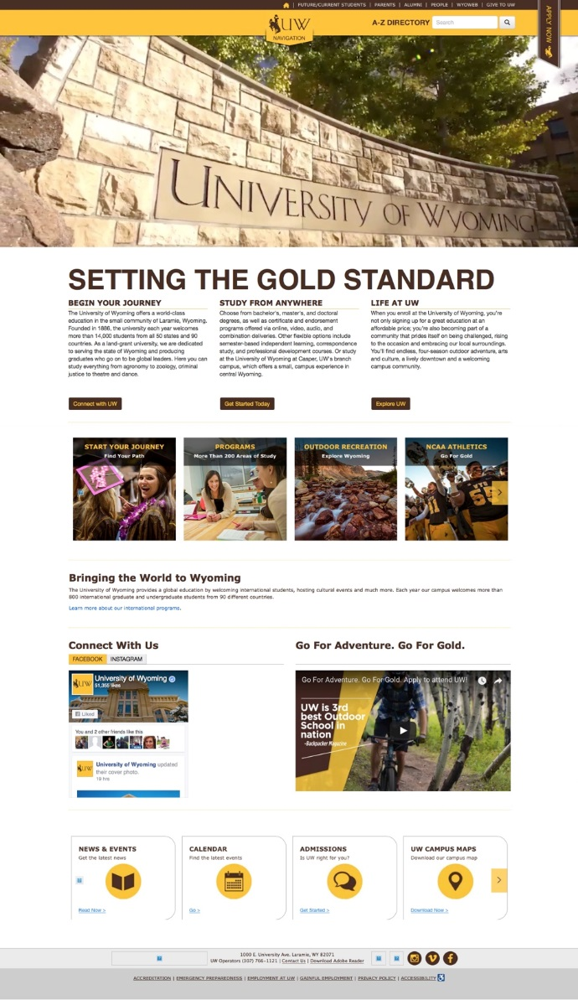 FUTURE/CURRENT STUDENTS | PARENTS | ALUMNI | PEOPLE | WYOWEB | GIVE TO UW
UW
NAVIGATION
A-Z DIRECTORY
Search
APPLY NOW
UNIVERSITY OF WYOMING
SETTING THE GOLD STANDARD
BEGIN YOUR JOURNEY
The University of Wyoming offers a world-class
education in the small community of Laramie, Wyoming.
Founded in 1886, the university each year welcomes
more than 14,000 students from all 50 states and 90
countries. As a land-grant university, we are dedicated
to serving the state of Wyoming and producing
graduates who go on to be global leaders. Here you can
study everything from agronomy to zoology, criminal
justice to theatre and dance.
Connect with UW
STUDY FROM ANYWHERE
Choose from bachelor's, master's, and doctoral
degrees, as well as certificate and endorsement
programs offered via online, video, audio, and
combination deliveries. Other flexible options include
semester-based independent learning, correspondence
study, and professional development courses. Or study
at the University of Wyoming at Casper, UW's branch
campus, which offers a small, campus experience in
central Wyoming.
Get Started Today
LIFE AT UW
When you enroll at the University of Wyoming, you're
not only signing up for a great education at an
affordable price; you're also becoming part of a
community that prides itself on being challenged, rising
to the occasion and embracing our local surroundings.
You'll find endless, four-season outdoor adventure, arts
and culture, a lively downtown and a welcoming
campus community.
Explore UW
START YOUR JOURNEY
Find Your Path
PROGRAMS
More Than 200 Areas of Study
OUTDOOR RECREATION
Explore Wyoming
NCAA ATHLETICS
Go For Gold
Bringing the World to Wyoming
The University of Wyoming provides a global education by welcoming international students, hosting cultural events and much more. Each year our campus welcomes more than
800 international graduate and undergraduate students from 90 different countries.
Learn more about our international programs.
Connect With Us
FACEBOOK
INSTAGRAM
University of Wyoming
51,355 likes
Liked
You and 2 other friends like this
University of Wyoming updated
their cover photo.
19 hrs
Go For Adventure. Go For Gold.
Go For Adventure. Go For Gold. Apply to attend UW!
UW is 3rd
best Outdoor
School in
nation
-Backpacker Magazine
NEWS & EVENTS
Get the latest news
Read Now >
CALENDAR
Find the latest events
Go >
ADMISSIONS
Is UW right for you?
Get Started >
UW CAMPUS MAPS
Download our campus map
Download Now >
1000 E. University Ave. Laramie, WY 82071
UW Operators (307) 766-1121 | Contact Us | Download Adobe Reader
ACCREDITATION | EMERGENCY PREPAREDNESS | EMPLOYMENT AT UW | GAINFUL EMPLOYMENT | PRIVACY POLICY | ACCESSIBILITY